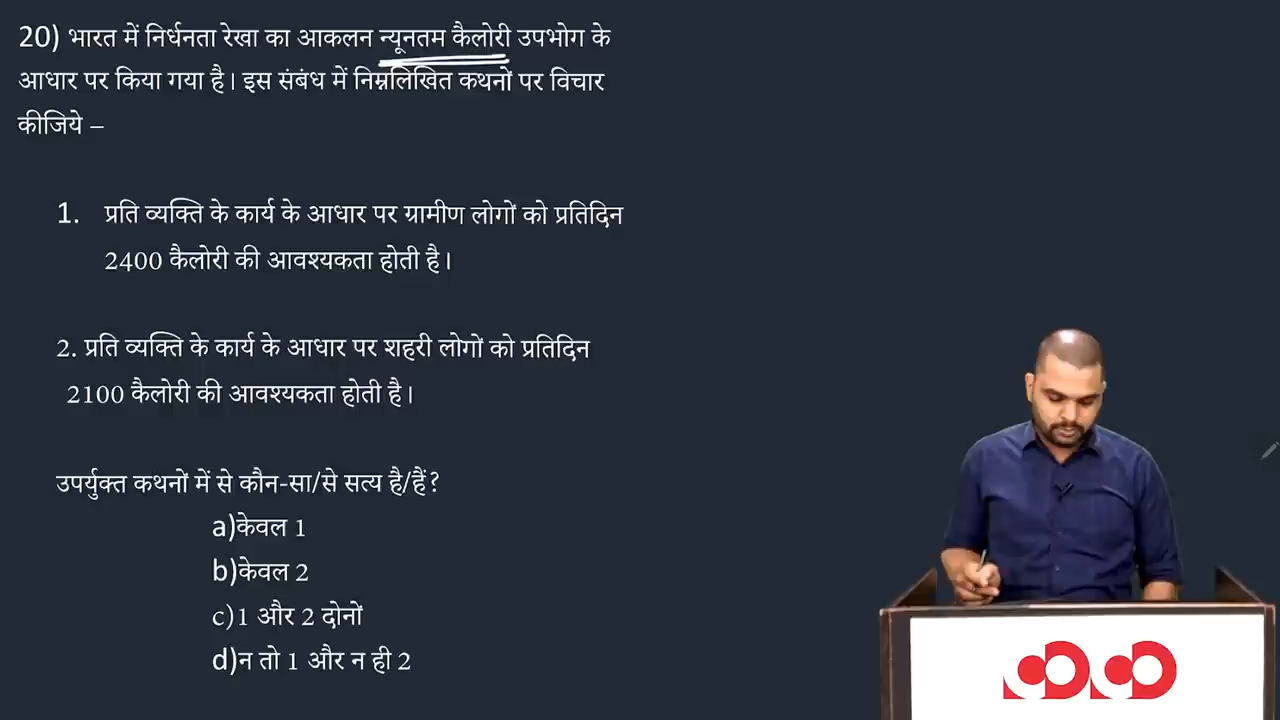 20) भारत में निर्धनता रेखा का आकलन न्यूनतम कैलोरी उपभोग के
आधार पर किया गया है। इस संबंध में निम्नलिखित कथनों पर विचार
कीजिये –
1. प्रति व्यक्ति के कार्य के आधार पर ग्रामीण लोगों को प्रतिदिन
2400 कैलोरी की आवश्यकता होती है।
2. प्रति व्यक्ति के कार्य के आधार पर शहरी लोगों को प्रतिदिन
2100 कैलोरी की आवश्यकता होती है।
उपर्युक्त कथनों में से कौन-सा/से सत्य है/हैं?
a)केवल 1
b)केवल 2
c)1 और 2 दोनों
d)न तो 1 और न ही 2